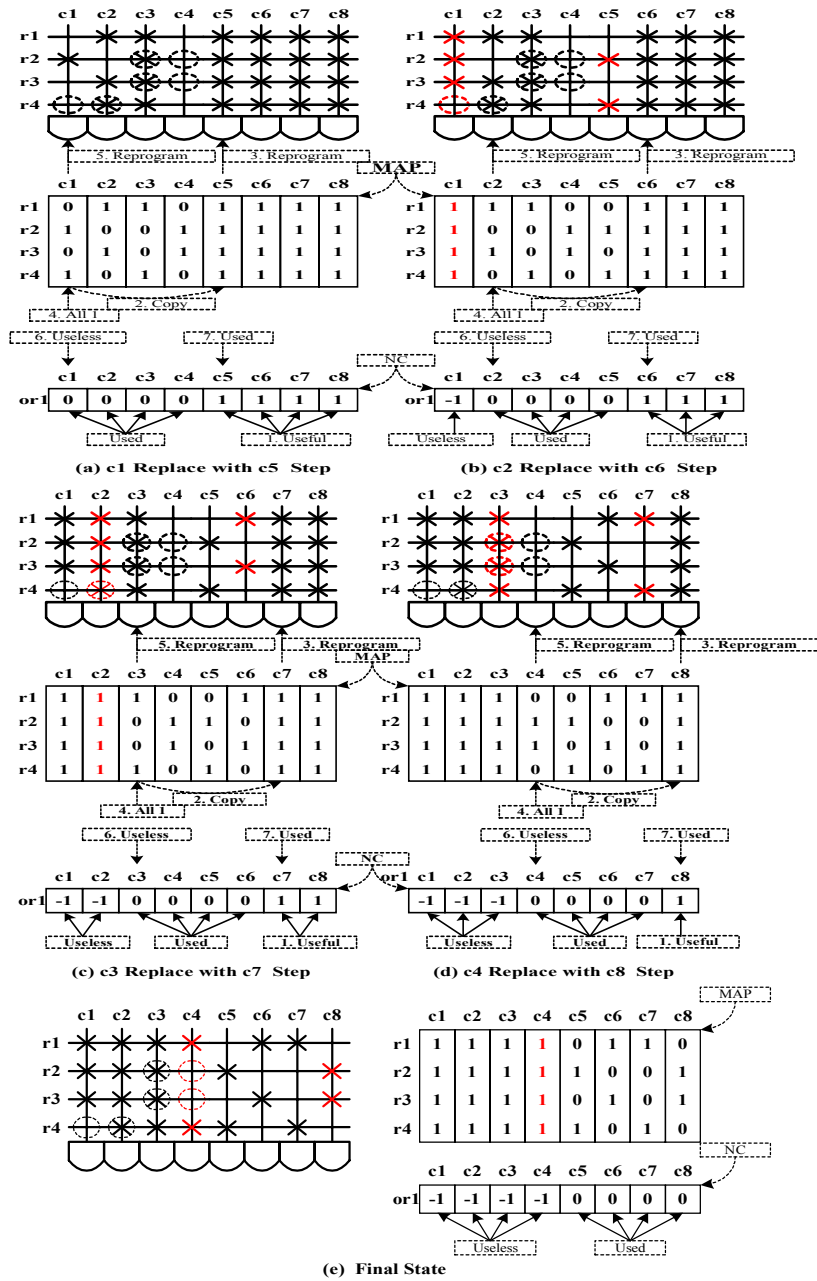 c1 c2 c3 c4 c5 c6 c7 c8
r1
r2
r3
r4
5. Reprogram
3. Reprogram
c1 c2 c3 c4 c5 c6 c7 c8
r1 0 1 1 0 1 1 1 1
r2 1 0 0 1 1 1 1 1
r3 0 1 0 1 1 1 1 1
r4 1 0 1 0 1 1 1 1
2. Copy
4. All I
6. Useless
7. Used
c1 c2 c3 c4 c5 c6 c7 c8
or1 0 0 0 0 1 1 1 1
Used
1. Useful
(a) c1 Replace with c5 Step
MAP
NC
c1 c2 c3 c4 c5 c6 c7 c8
r1
r2
r3
r4
5. Reprogram
3. Reprogram
c1 c2 c3 c4 c5 c6 c7 c8
r1 1 1 1 0 0 1 1 1
r2 1 0 0 1 1 1 1 1
r3 1 1 0 1 0 1 1 1
r4 1 0 1 0 1 1 1 1
2. Copy
4. All I
6. Useless
7. Used
c1 c2 c3 c4 c5 c6 c7 c8
or1 -1 0 0 0 0 1 1 1
Useless
Used
1. Useful
(b) c2 Replace with c6 Step
c1 c2 c3 c4 c5 c6 c7 c8
r1
r2
r3
r4
5. Reprogram
3. Reprogram
MAP
c1 c2 c3 c4 c5 c6 c7 c8
r1 1 1 1 0 0 1 1 1
r2 1 1 0 1 1 0 1 1
r3 1 1 0 1 0 1 1 1
r4 1 1 1 0 1 0 1 1
2. Copy
4. All I
6. Useless
7. Used
NC
c1 c2 c3 c4 c5 c6 c7 c8
or1 -1 -1 0 0 0 0 1 1
Useless
Used
1. Useful
(c) c3 Replace with c7 Step
c1 c2 c3 c4 c5 c6 c7 c8
r1
r2
r3
r4
5. Reprogram
3. Reprogram
c1 c2 c3 c4 c5 c6 c7 c8
r1 1 1 1 0 0 1 1 1
r2 1 1 1 1 1 0 0 1
r3 1 1 1 1 0 1 0 1
r4 1 1 1 0 1 0 1 1
2. Copy
4. All I
6. Useless
7. Used
c1 c2 c3 c4 c5 c6 c7 c8
or1 -1 -1 -1 0 0 0 0 1
Useless
Used
1. Useful
(d) c4 Replace with c8 Step
c1 c2 c3 c4 c5 c6 c7 c8
r1
r2
r3
r4
MAP
c1 c2 c3 c4 c5 c6 c7 c8
r1 1 1 1 1 0 1 1 0
r2 1 1 1 1 1 0 0 1
r3 1 1 1 1 0 1 0 1
r4 1 1 1 1 1 0 1 0
NC
c1 c2 c3 c4 c5 c6 c7 c8
or1 -1 -1 -1 -1 0 0 0 0
Useless
Used
(e) Final State